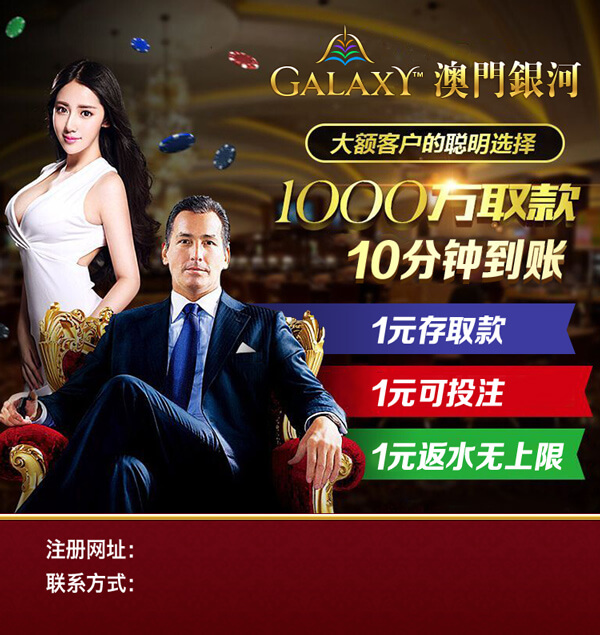 GALAXY™ 澳門銀河
大额客户的聪明选择
1000万取款
10分钟到账
1元存取款
1元可投注
1元返水无上限
注册网址：
联系方式：